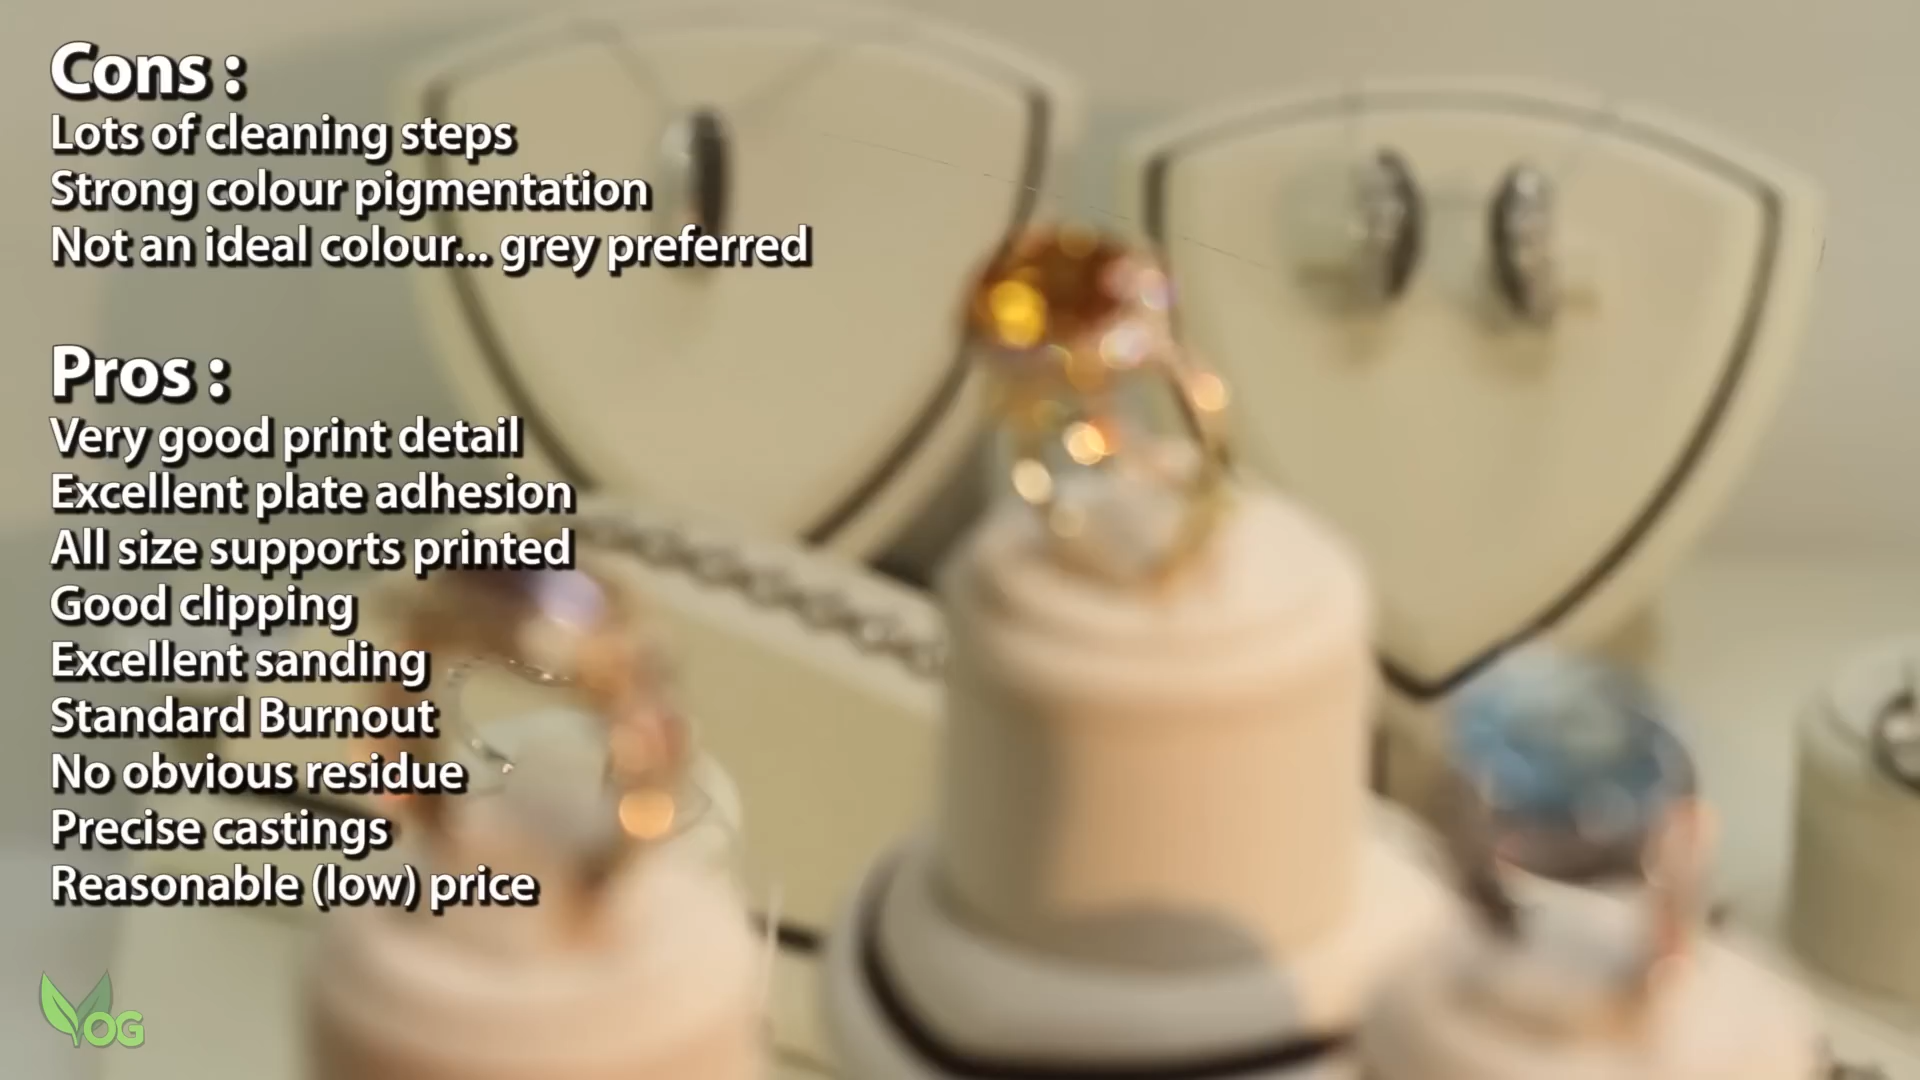 Cons :
Lots of cleaning steps
Strong colour pigmentation
Not an ideal colour... grey preferred
Pros :
Very good print detail
Excellent plate adhesion
All size supports printed
Good clipping
Excellent sanding
Standard Burnout
No obvious residue
Precise castings
Reasonable (low) price
VOG